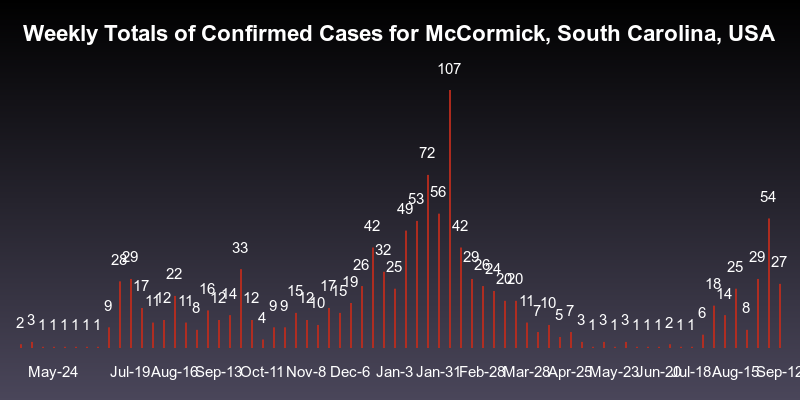 Weekly Totals of Confirmed Cases for McCormick, South Carolina, USA
107
72
56
54
53
49
42 42
33 32
28 29 29 29
26 26 27
25 24 25
22
20 20
19
17 17 18
16
15 15
14 14
12 12 12 12
11 11 11
10 10
9 9 9
8 8
7 7
6
5
4
2 3 1 1 1 1 1 1 3 1 3 1 3 1 1 1 2 1 1
May-24 Jul-19 Aug-16 Sep-13 Oct-11 Nov-8 Dec-6 Jan-3 Jan-31 Feb-28 Mar-28 Apr-25 May-23 Jun-20 Jul-18 Aug-15 Sep-12